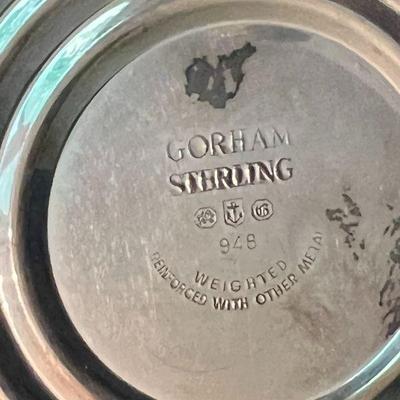 GORHAM
STERLING
G
948
WEIGHTED
REINFORCED WITH OTHER METAL